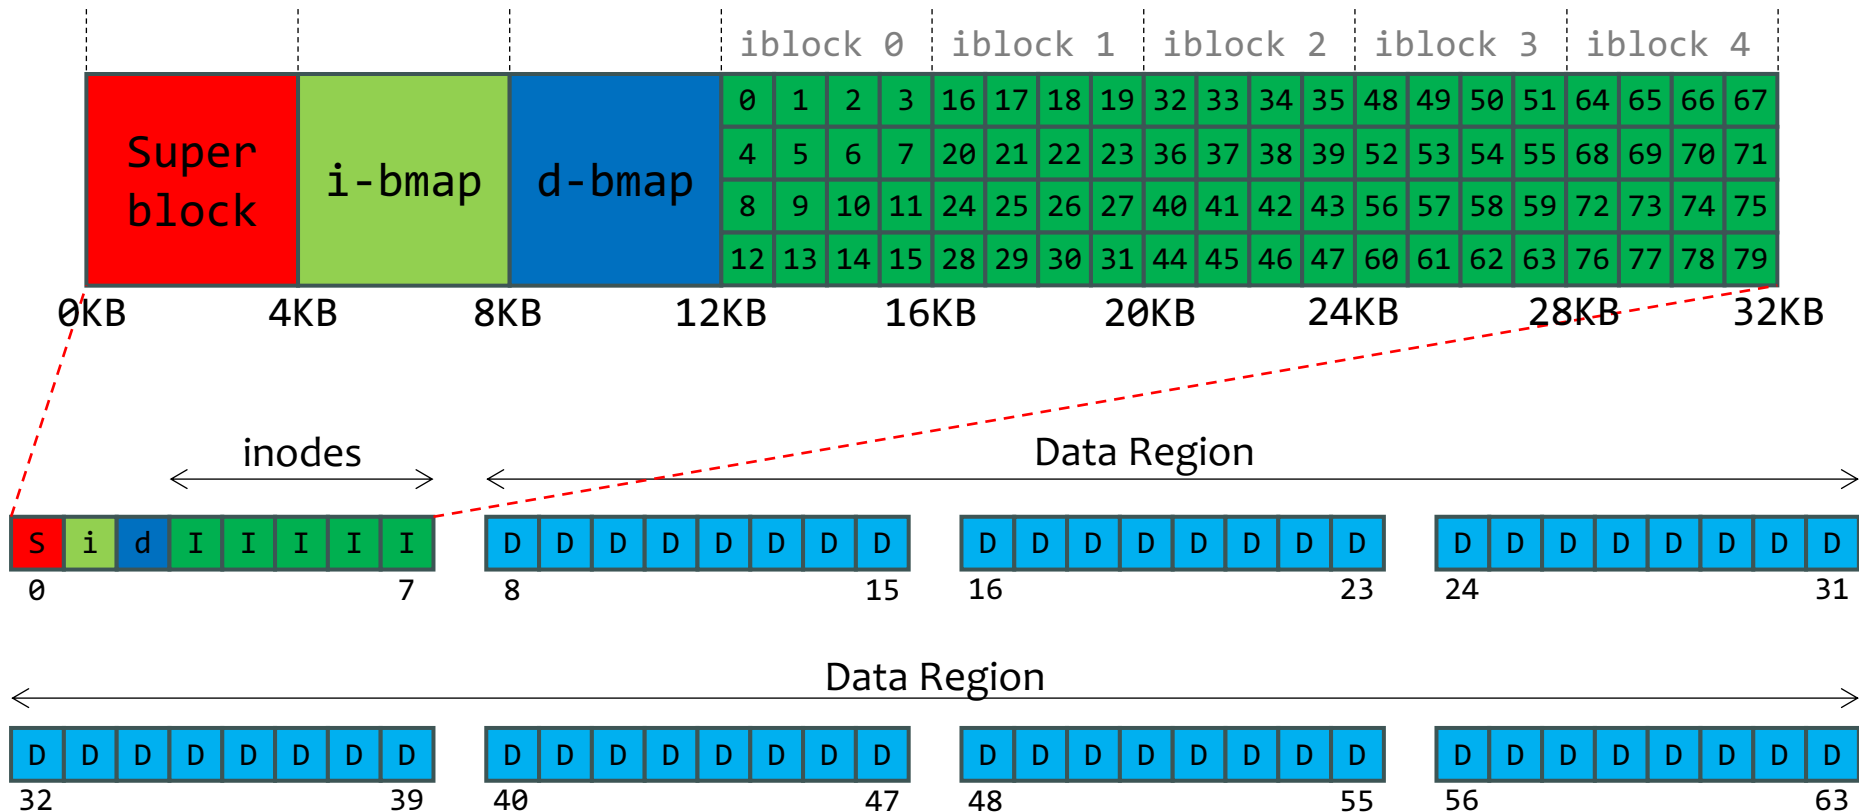 iblock 0 iblock 1 iblock 2 iblock 3 iblock 4
Super
block
i-bmap
d-bmap
0 1 2 3 16 17 18 19 32 33 34 35 48 49 50 51 64 65 66 67
4 5 6 7 20 21 22 23 36 37 38 39 52 53 54 55 68 69 70 71
8 9 10 11 24 25 26 27 40 41 42 43 56 57 58 59 72 73 74 75
12 13 14 15 28 29 30 31 44 45 46 47 60 61 62 63 76 77 78 79
0KB 4KB 8KB 12KB 16KB 20KB 24KB 28KB 32KB
inodes
Data Region
S i d I I I I I D D D D D D D D D D D D D D D D D D D D D D D D
0 7 8 15 16 23 24 31
Data Region
D D D D D D D D D D D D D D D D D D D D D D D D D D D D D D D D
32 39 40 47 48 55 56 63